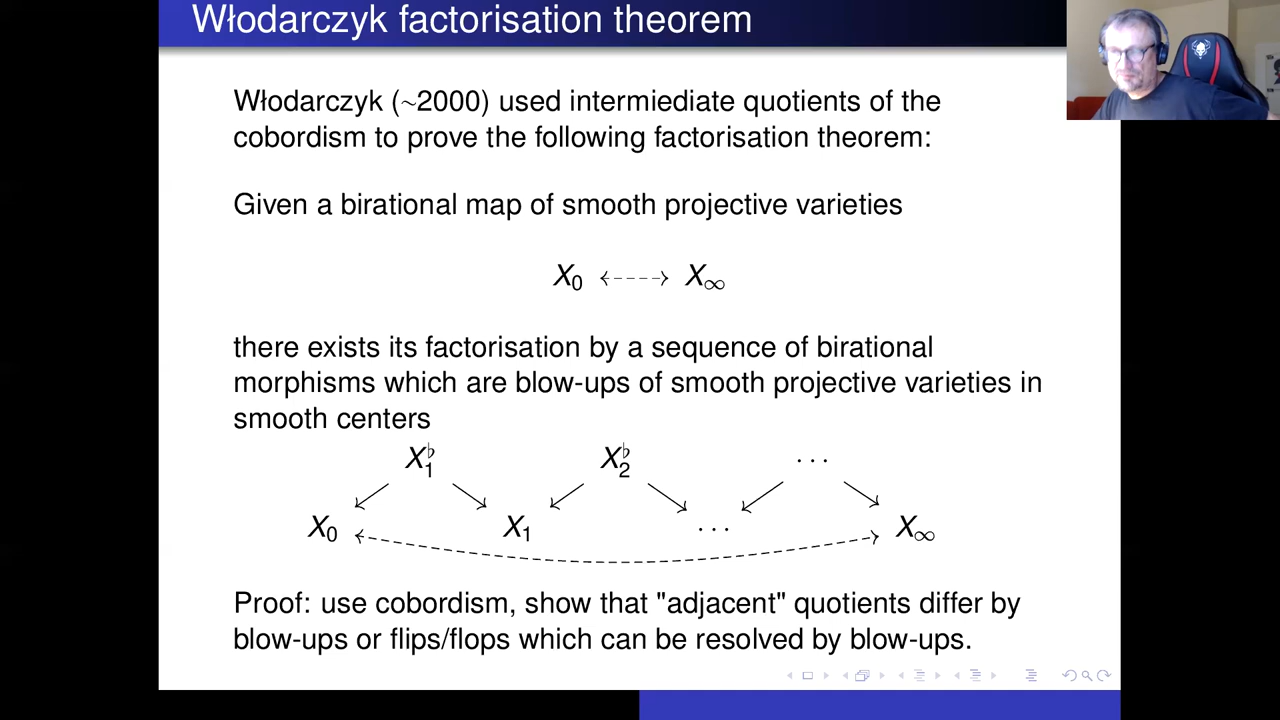 Włodarczyk factorisation theorem
Włodarczyk (~2000) used intermiediate quotients of the
cobordism to prove the following factorisation theorem:
Given a birational map of smooth projective varieties
X₀ ⇠⇢ X∞
there exists its factorisation by a sequence of birational
morphisms which are blow-ups of smooth projective varieties in
smooth centers
X₁♭ X₂♭ ···
X₀ X₁ ··· X∞
Proof: use cobordism, show that "adjacent" quotients differ by
blow-ups or flips/flops which can be resolved by blow-ups.